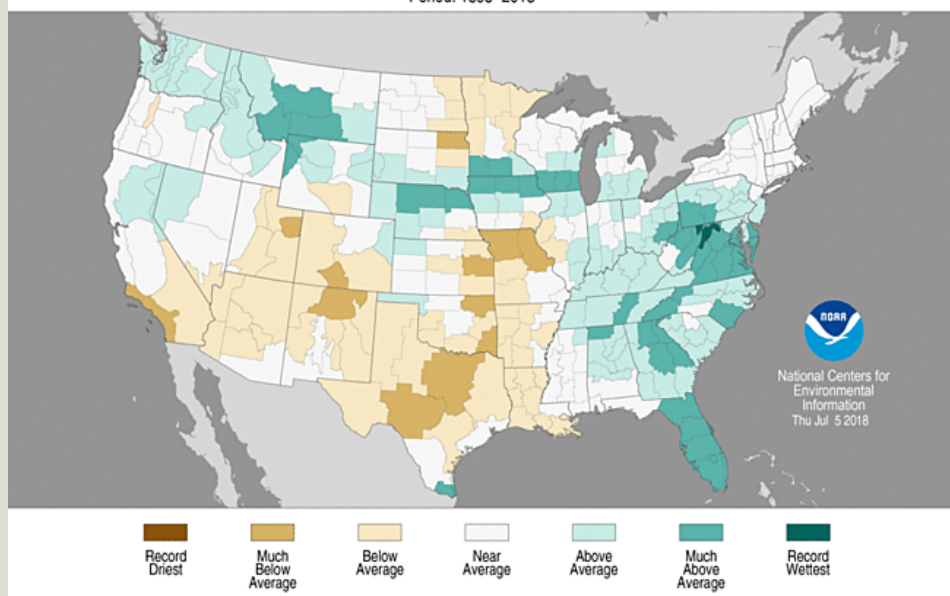 NOAA
National Centers for
Environmental
Information
Thu Jul 5 2018
Record
Driest
Much
Below
Average
Below
Average
Near
Average
Above
Average
Much
Above
Average
Record
Wettest